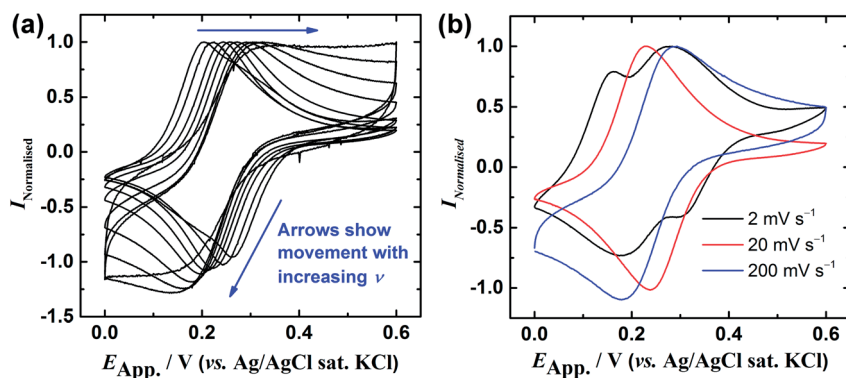 (a)
1.0
0.5
0.0
-0.5
-1.0
-1.5
I Normalised
Arrows show
movement with
increasing ν
0.0 0.2 0.4 0.6
E App. / V (vs. Ag/AgCl sat. KCl)
(b)
1.0
0.5
0.0
-0.5
-1.0
I Normalised
2 mV s⁻¹
20 mV s⁻¹
200 mV s⁻¹
0.0 0.2 0.4 0.6
E App. / V (vs. Ag/AgCl sat. KCl)